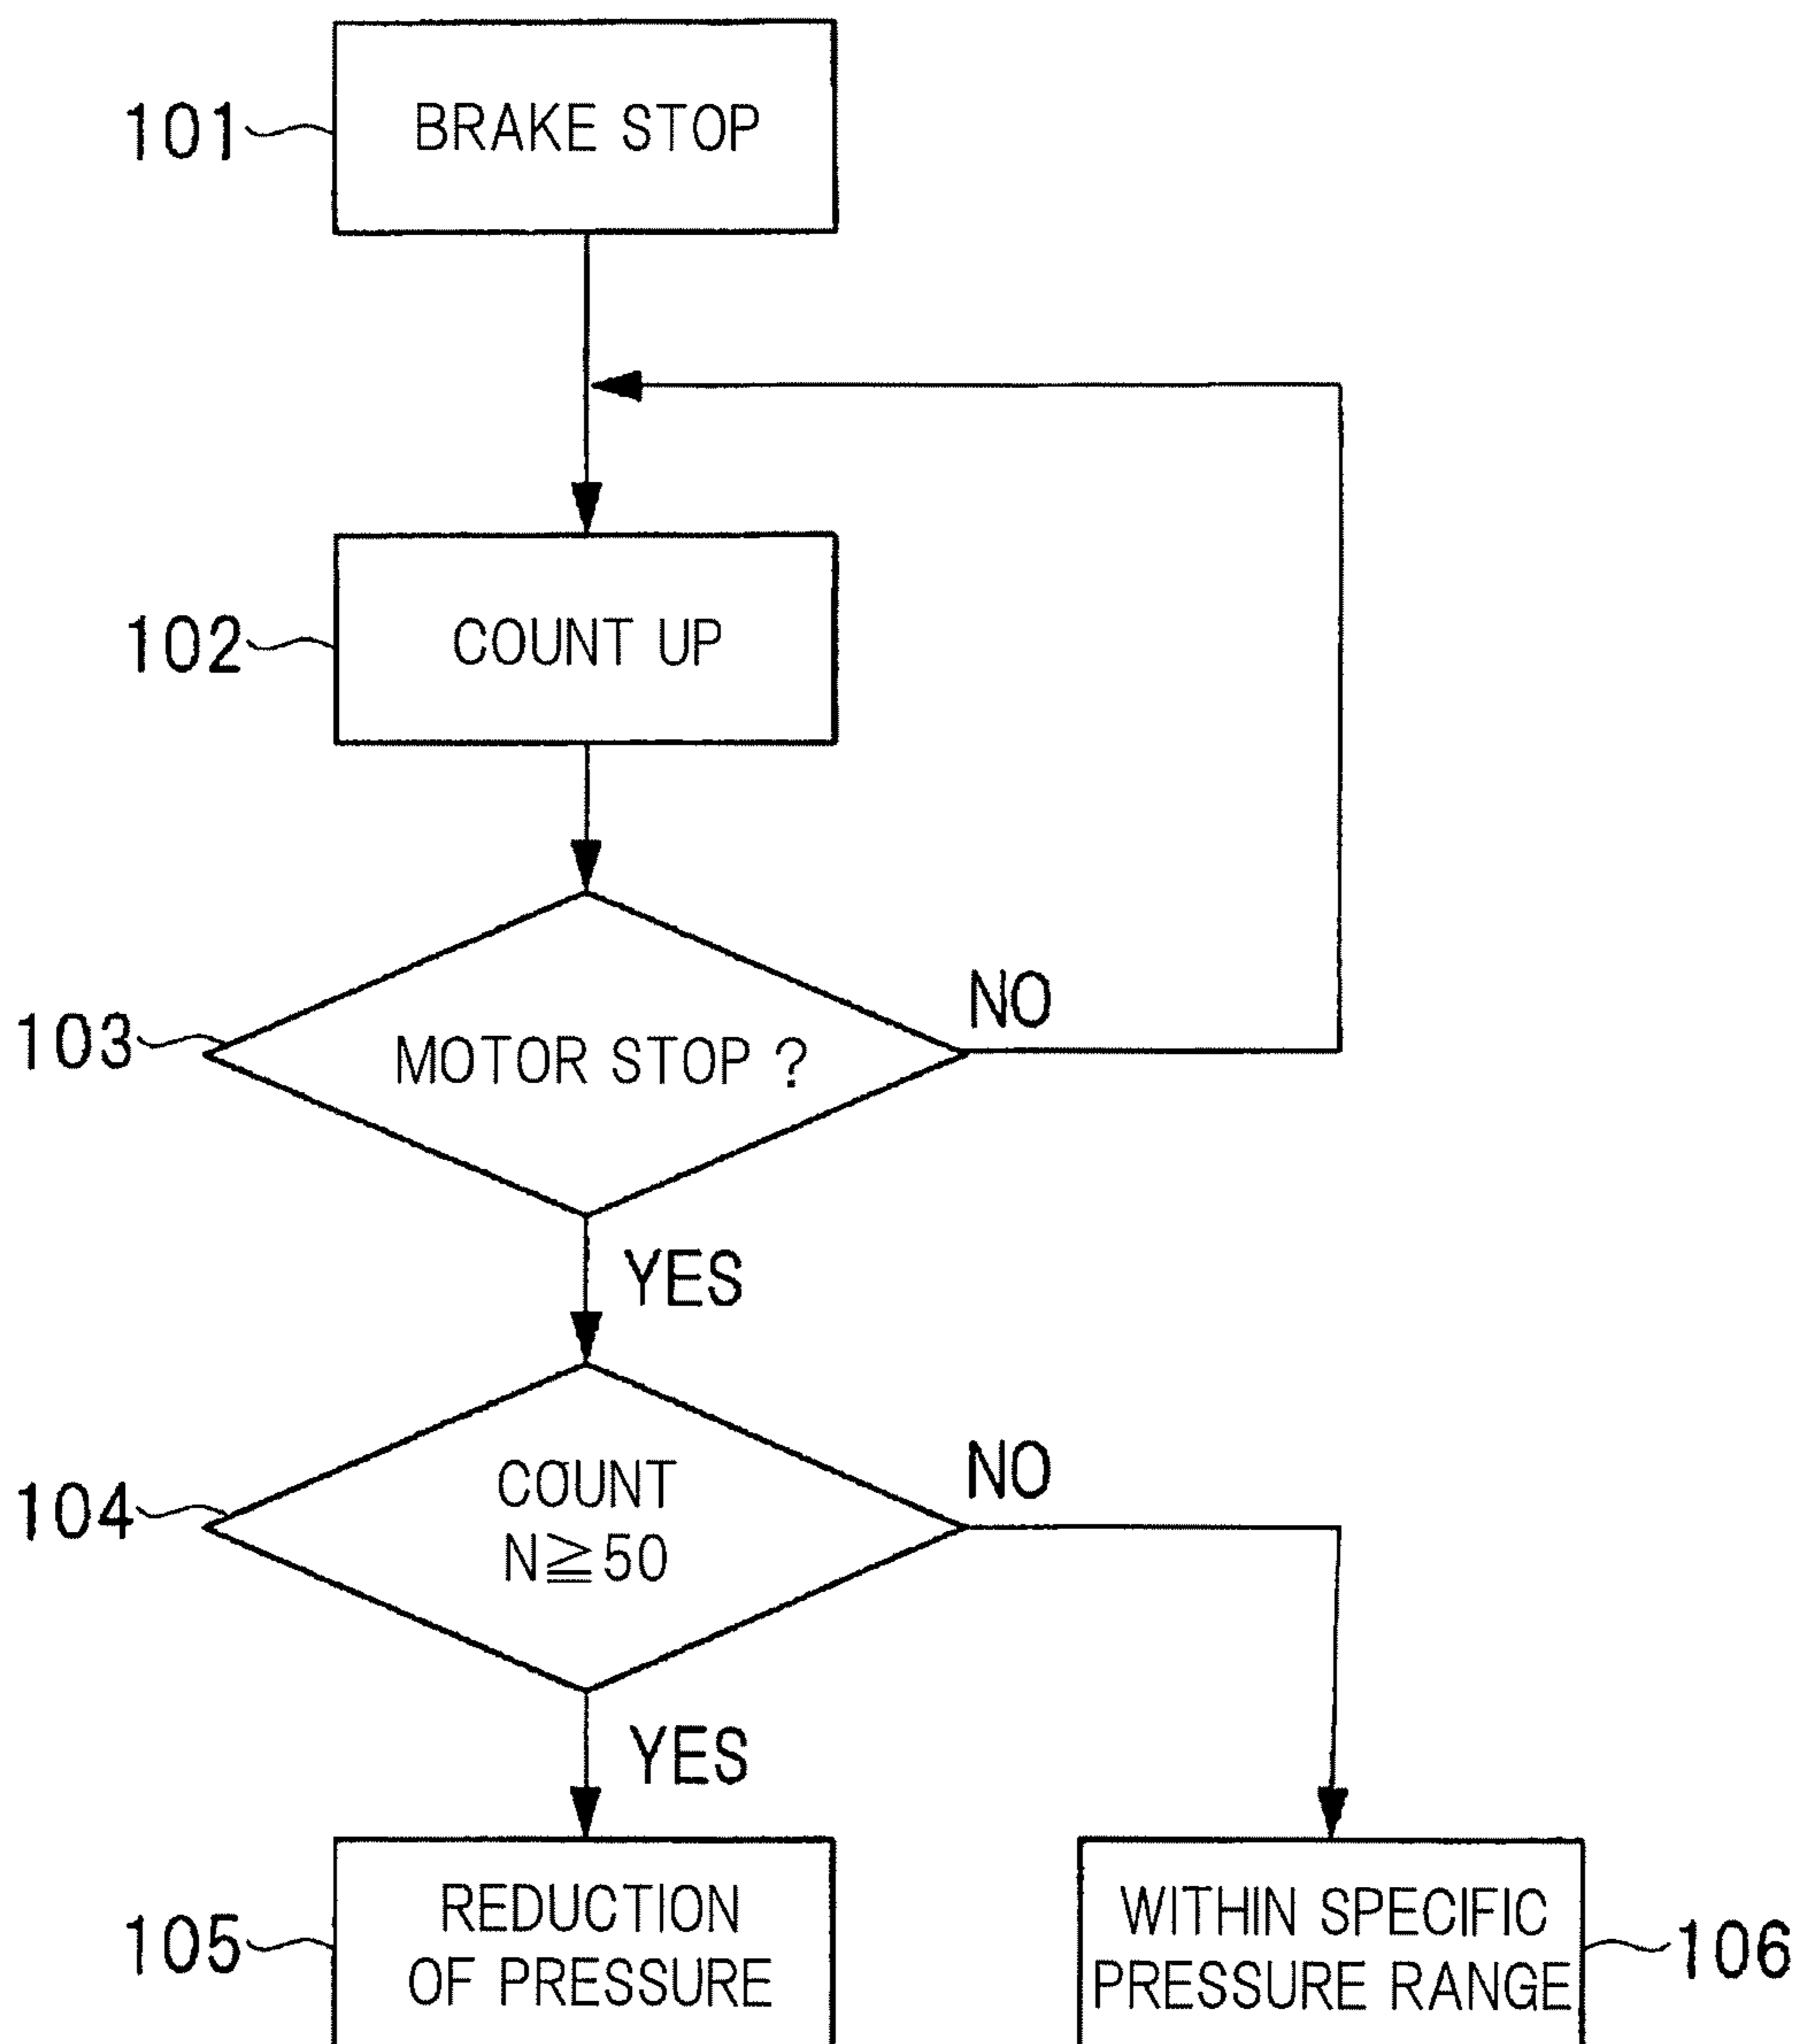 101
BRAKE STOP
102
COUNT UP
103
MOTOR STOP ?
NO
YES
104
COUNT
N≧50
NO
YES
105
REDUCTION
OF PRESSURE
WITHIN SPECIFIC
PRESSURE RANGE
106